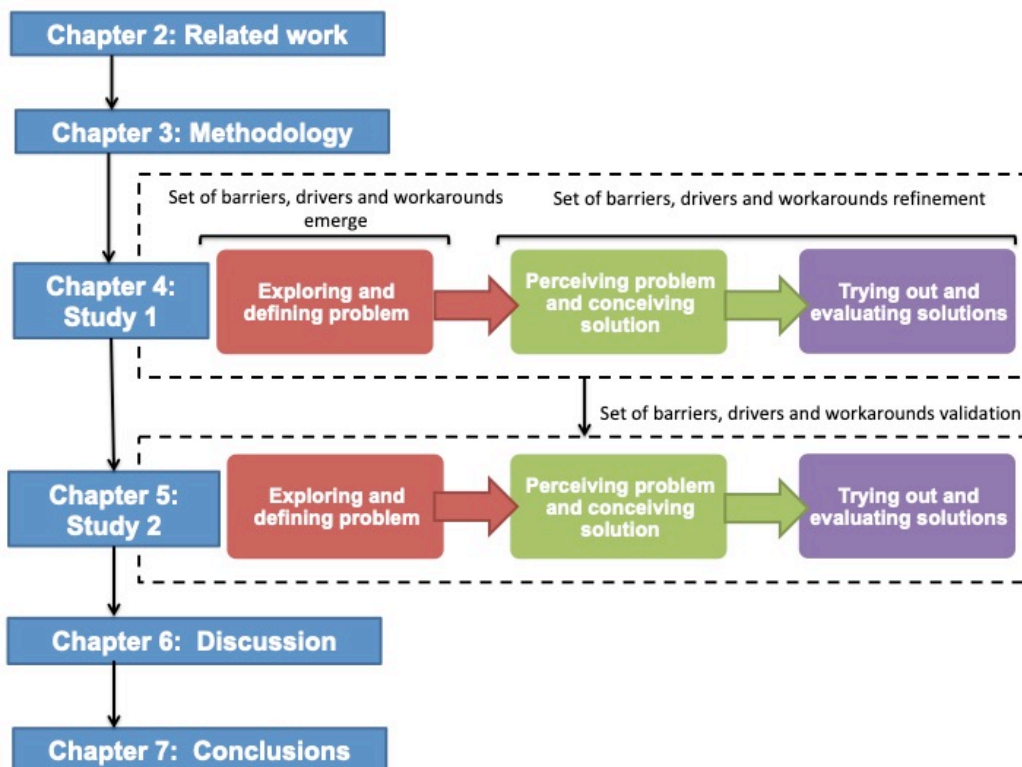 Chapter 2: Related work
Chapter 3: Methodology
Set of barriers, drivers and workarounds
emerge
Set of barriers, drivers and workarounds refinement
Chapter 4:
Study 1
Exploring and
defining problem
Perceiving problem
and conceiving
solution
Trying out and
evaluating solutions
Set of barriers, drivers and workarounds validation
Chapter 5:
Study 2
Exploring and
defining problem
Perceiving problem
and conceiving
solution
Trying out and
evaluating solutions
Chapter 6: Discussion
Chapter 7: Conclusions